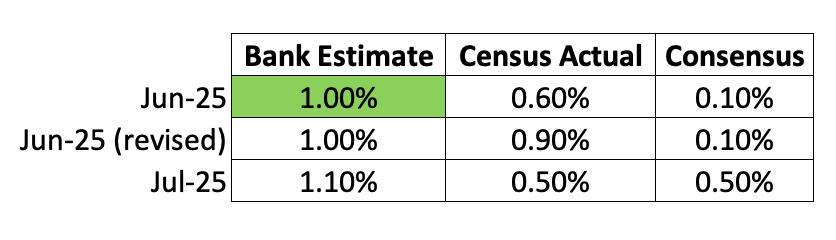 Bank Estimate Census Actual Consensus
Jun-25 1.00% 0.60% 0.10%
Jun-25 (revised) 1.00% 0.90% 0.10%
Jul-25 1.10% 0.50% 0.50%